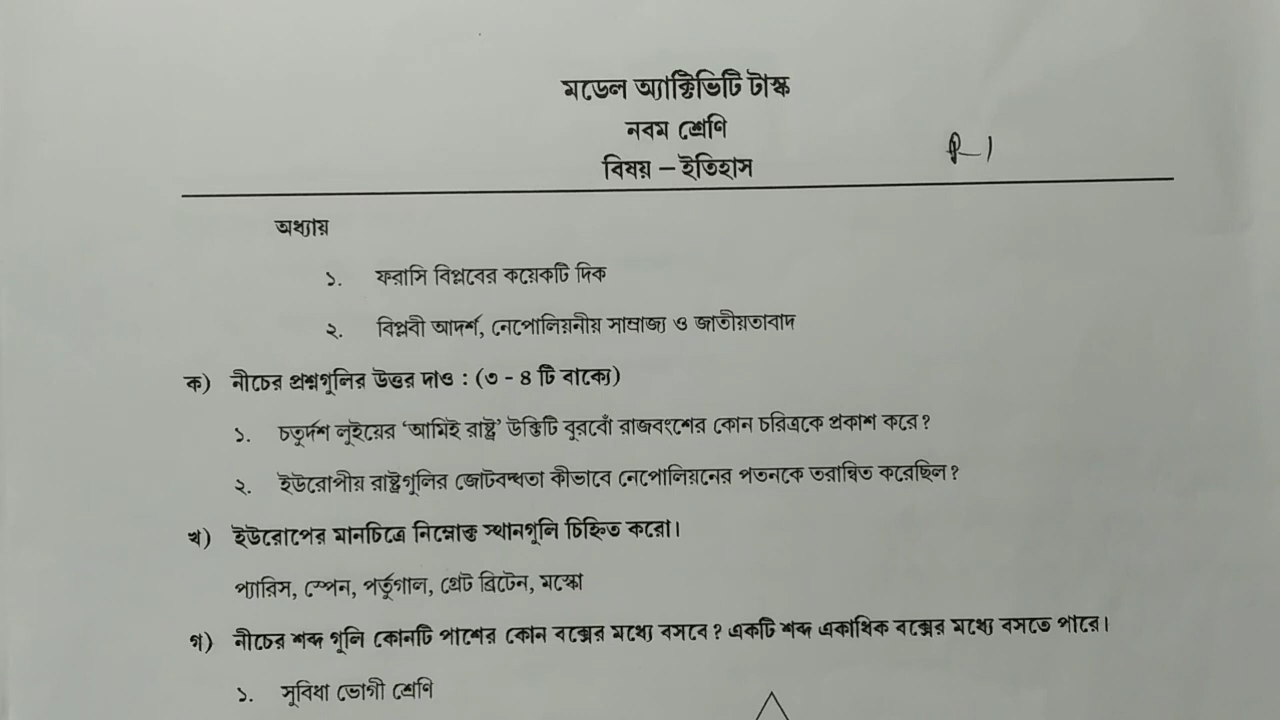 মডেল অ্যাক্টিভিটি টাস্ক
নবম শ্রেণি
বিষয় – ইতিহাস
P-1
অধ্যায়
১. ফরাসি বিপ্লবের কয়েকটি দিক
২. বিপ্লবী আদর্শ, নেপোলিয়নীয় সাম্রাজ্য ও জাতীয়তাবাদ
ক) নীচের প্রশ্নগুলির উত্তর দাও : (৩ - ৪ টি বাক্যে)
১. চতুর্দশ লুইয়ের ‘আমিই রাষ্ট্র’ উক্তিটি বুরবোঁ রাজবংশের কোন চরিত্রকে প্রকাশ করে?
২. ইউরোপীয় রাষ্ট্রগুলির জোটবদ্ধতা কীভাবে নেপোলিয়নের পতনকে তরান্বিত করেছিল?
খ) ইউরোপের মানচিত্রে নিম্নোক্ত স্থানগুলি চিহ্নিত করো।
প্যারিস, স্পেন, পর্তুগাল, গ্রেট ব্রিটেন, মস্কো
গ) নীচের শব্দ গুলি কোনটি পাশের কোন বক্সের মধ্যে বসবে? একটি শব্দ একাধিক বক্সের মধ্যে বসতে পারে।
১. সুবিধা ভোগী শ্রেণি